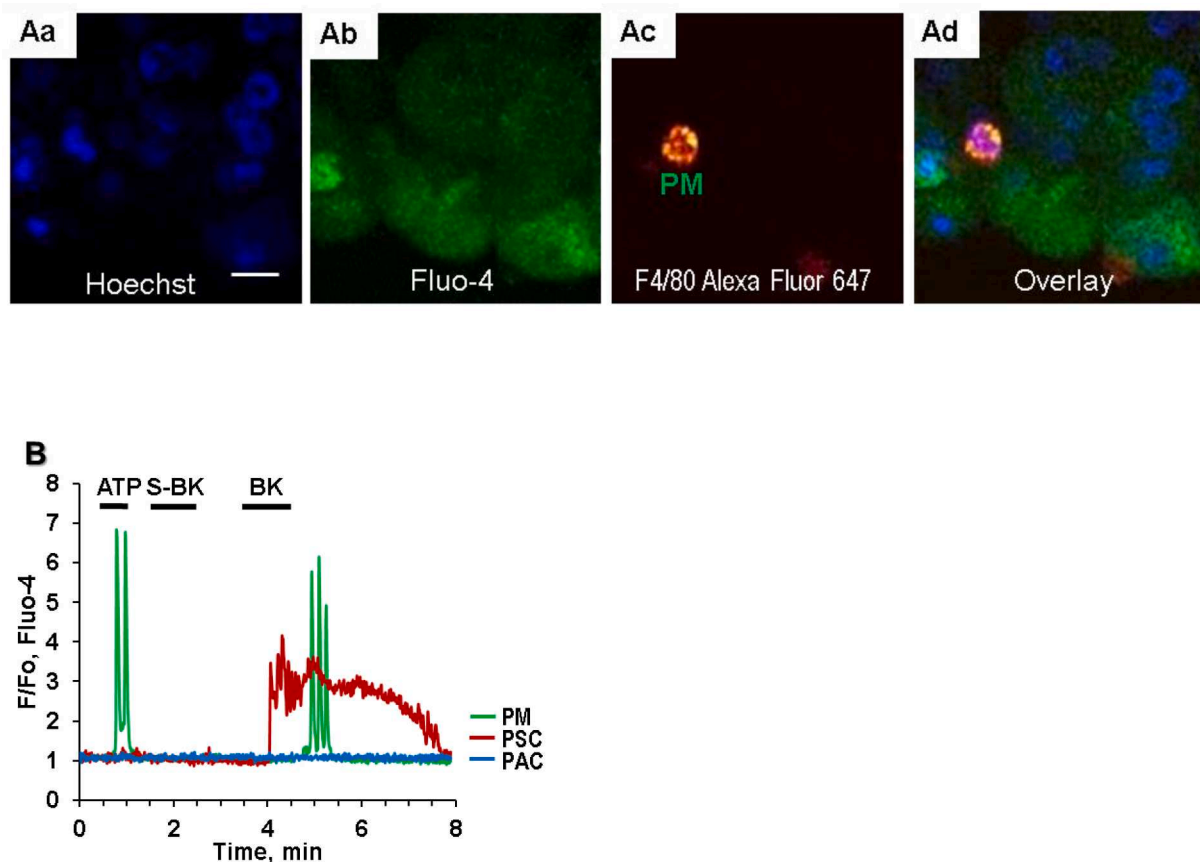 Aa
Ab
Ac
Ad
PM
Hoechst
Fluo-4
F4/80 Alexa Fluor 647
Overlay
B
ATP S-BK BK
8
7
6
5
4
3
2
1
0
F/Fo, Fluo-4
0 2 4 6 8
Time, min
PM
PSC
PAC